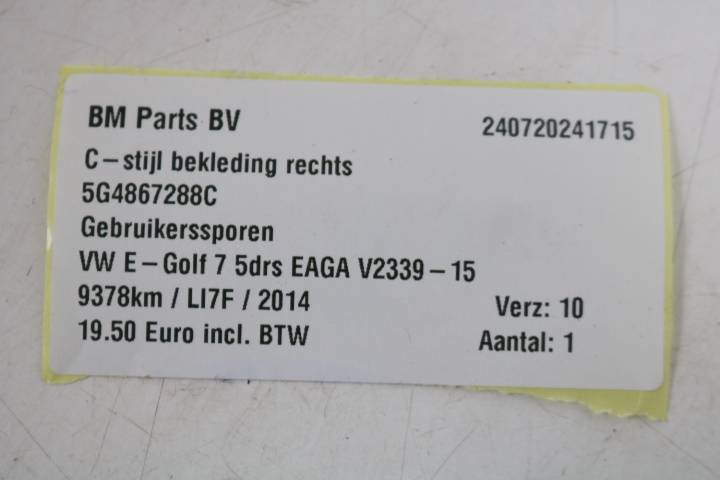 BM Parts BV 240720241715
C-stijl bekleding rechts
5G4867288C
Gebruikerssporen
VW E-Golf 7 5drs EAGA V2339-15
9378km / LI7F / 2014 Verz: 10
19.50 Euro incl. BTW Aantal: 1